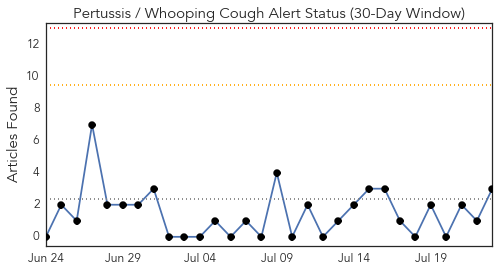 Pertussis / Whooping Cough Alert Status (30-Day Window)
Articles Found
12
10
8
6
4
2
0
Jun 24 Jun 29 Jul 04 Jul 09 Jul 14 Jul 19